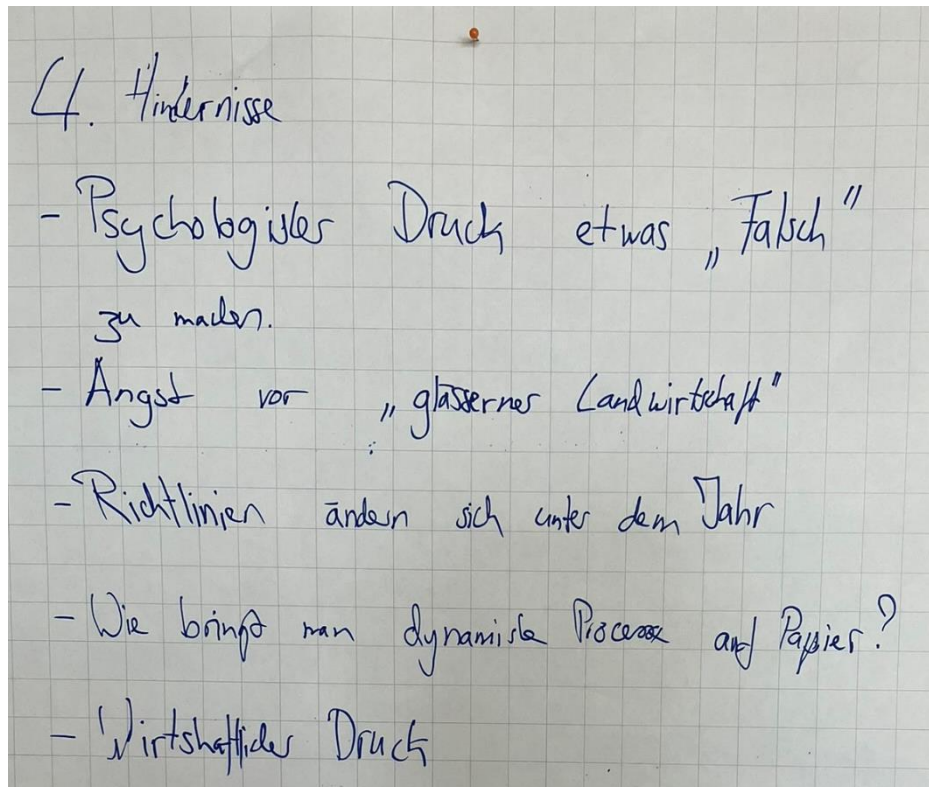 4. Hindernisse
- Psychologischer Druck etwas „Falsch"
zu machen.
- Angst vor „gläserner Landwirtschaft"
- Richtlinien ändern sich unter dem Jahr
- Wie bringt man dynamische Prozesse auf Papier?
- Wirtshaftlicher Druck